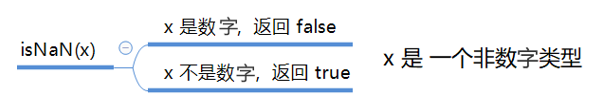 isNaN(x)
x 是数字，返回 false
x 不是数字，返回 true
x 是 一个非数字类型